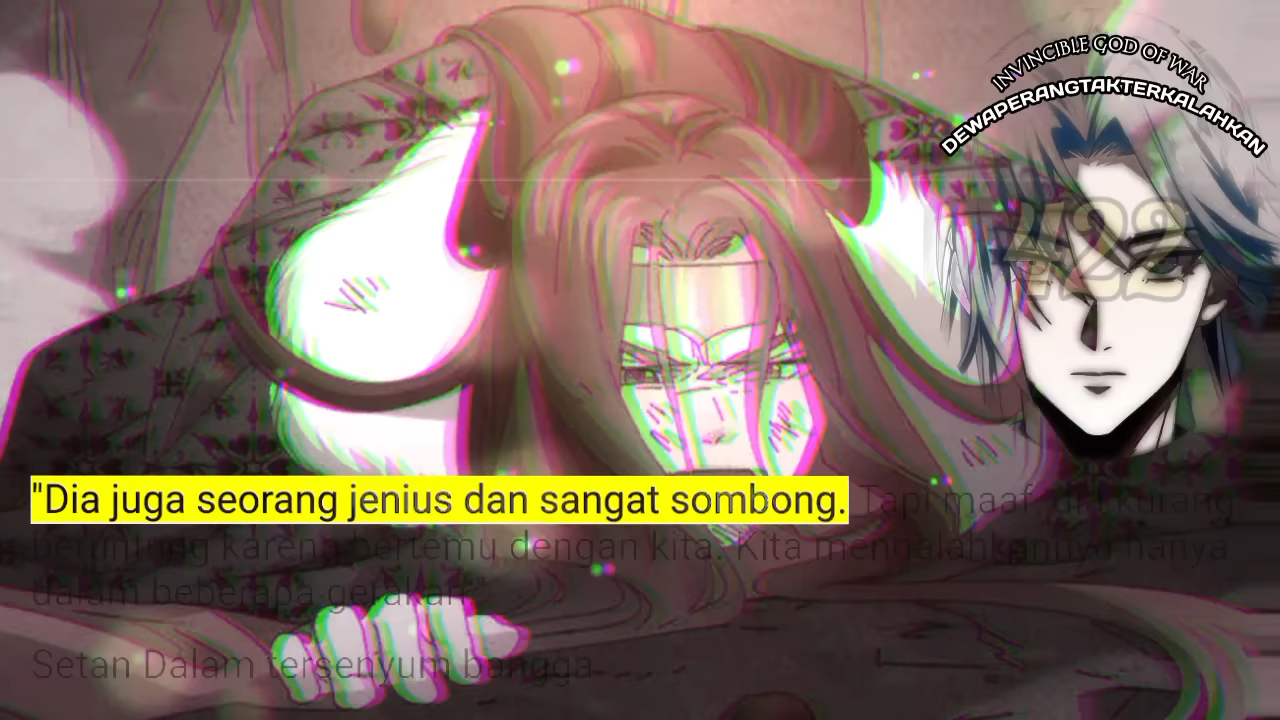 INVINCIBLE GOD OF WAR
DEWAPERANGTAKTERKALAHKAN
422
"Dia juga seorang jenius dan sangat sombong. Tapi maaf, dia kurang
beruntung karena bertemu dengan kita. Kita mengalahkannya hanya
dalam beberapa gerakan."
Setan Dalam tersenyum bangga